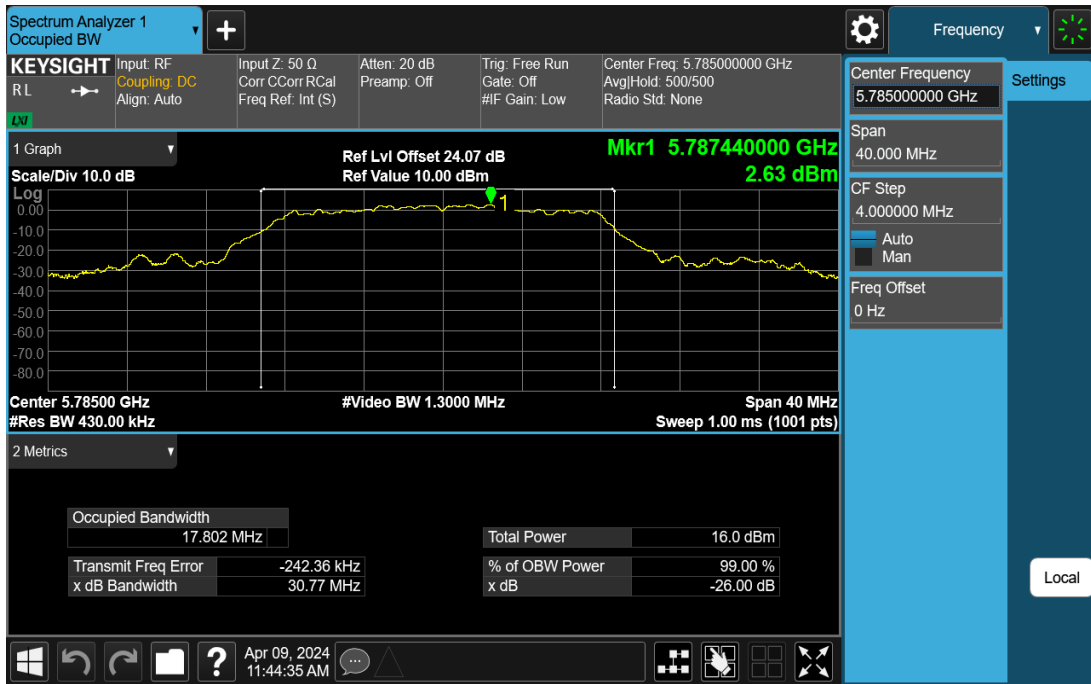 Spectrum Analyzer 1
Occupied BW
+
Frequency
KEYSIGHT
RL
LXI
Input: RF
Coupling: DC
Align: Auto
Input Z: 50 Ω
Corr CCorr RCal
Freq Ref: Int (S)
Atten: 20 dB
Preamp: Off
Trig: Free Run
Gate: Off
#IF Gain: Low
Center Freq: 5.785000000 GHz
Avg|Hold: 500/500
Radio Std: None
1 Graph
Scale/Div 10.0 dB
Ref Lvl Offset 24.07 dB
Ref Value 10.00 dBm
Mkr1 5.787440000 GHz
2.63 dBm
Log
0.00
-10.0
-20.0
-30.0
-40.0
-50.0
-60.0
-70.0
-80.0
1
Center 5.78500 GHz
#Res BW 430.00 kHz
#Video BW 1.3000 MHz
Span 40 MHz
Sweep 1.00 ms (1001 pts)
2 Metrics
Occupied Bandwidth
17.802 MHz
Transmit Freq Error -242.36 kHz
x dB Bandwidth 30.77 MHz
Total Power 16.0 dBm
% of OBW Power 99.00 %
x dB -26.00 dB
?
Apr 09, 2024
11:44:35 AM
Center Frequency
5.785000000 GHz
Span
40.000 MHz
CF Step
4.000000 MHz
Auto
Man
Freq Offset
0 Hz
Settings
Local